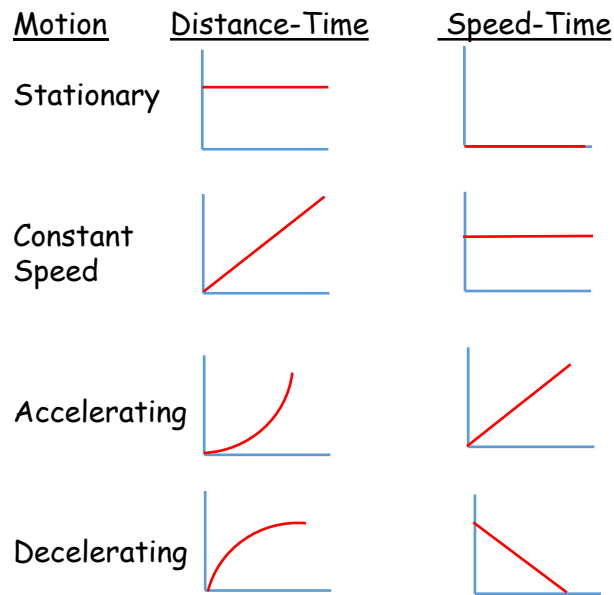 Motion Distance-Time Speed-Time
Stationary
Constant
Speed
Accelerating
Decelerating